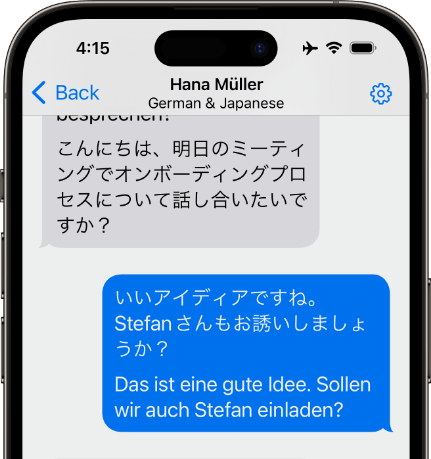 4:15
Back
Hana Müller
German & Japanese
besprechen?
こんにちは、明日のミーティ
ングでオンボーディングプロ
セスについて話し合いたいで
すか？
いいアイディアですね。
Stefanさんもお誘いしましょ
うか？
Das ist eine gute Idee. Sollen
wir auch Stefan einladen?